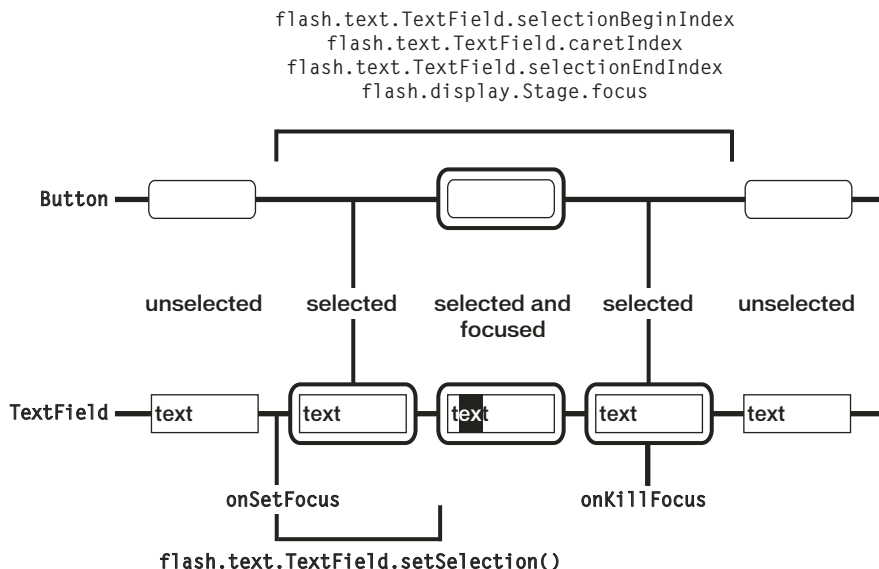 flash.text.TextField.selectionBeginIndex
flash.text.TextField.caretIndex
flash.text.TextField.selectionEndIndex
flash.display.Stage.focus
Button
unselected
selected
selected and
focused
selected
unselected
TextField
text
text
text
text
text
onSetFocus
onKillFocus
flash.text.TextField.setSelection()